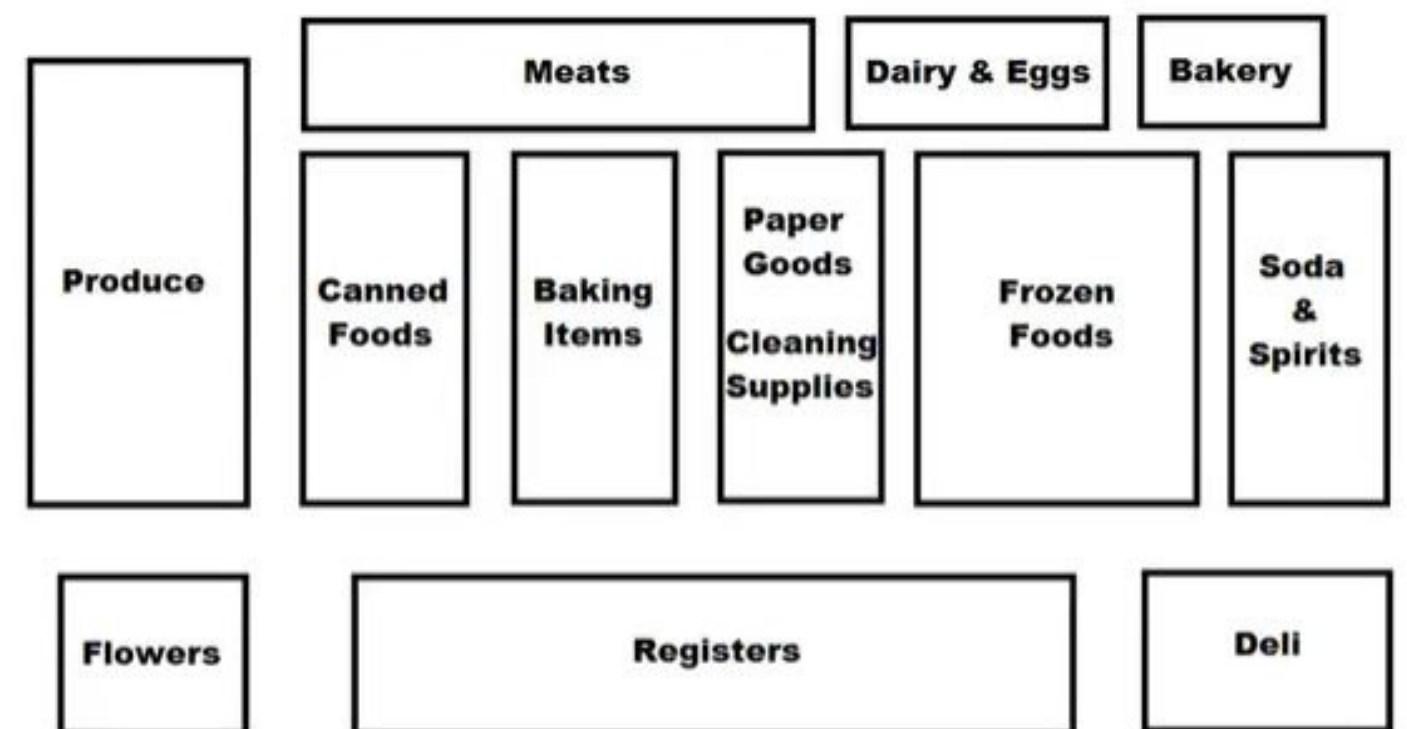 Meats
Dairy & Eggs
Bakery
Produce
Canned
Foods
Baking
Items
Paper
Goods
Cleaning
Supplies
Frozen
Foods
Soda
&
Spirits
Flowers
Registers
Deli